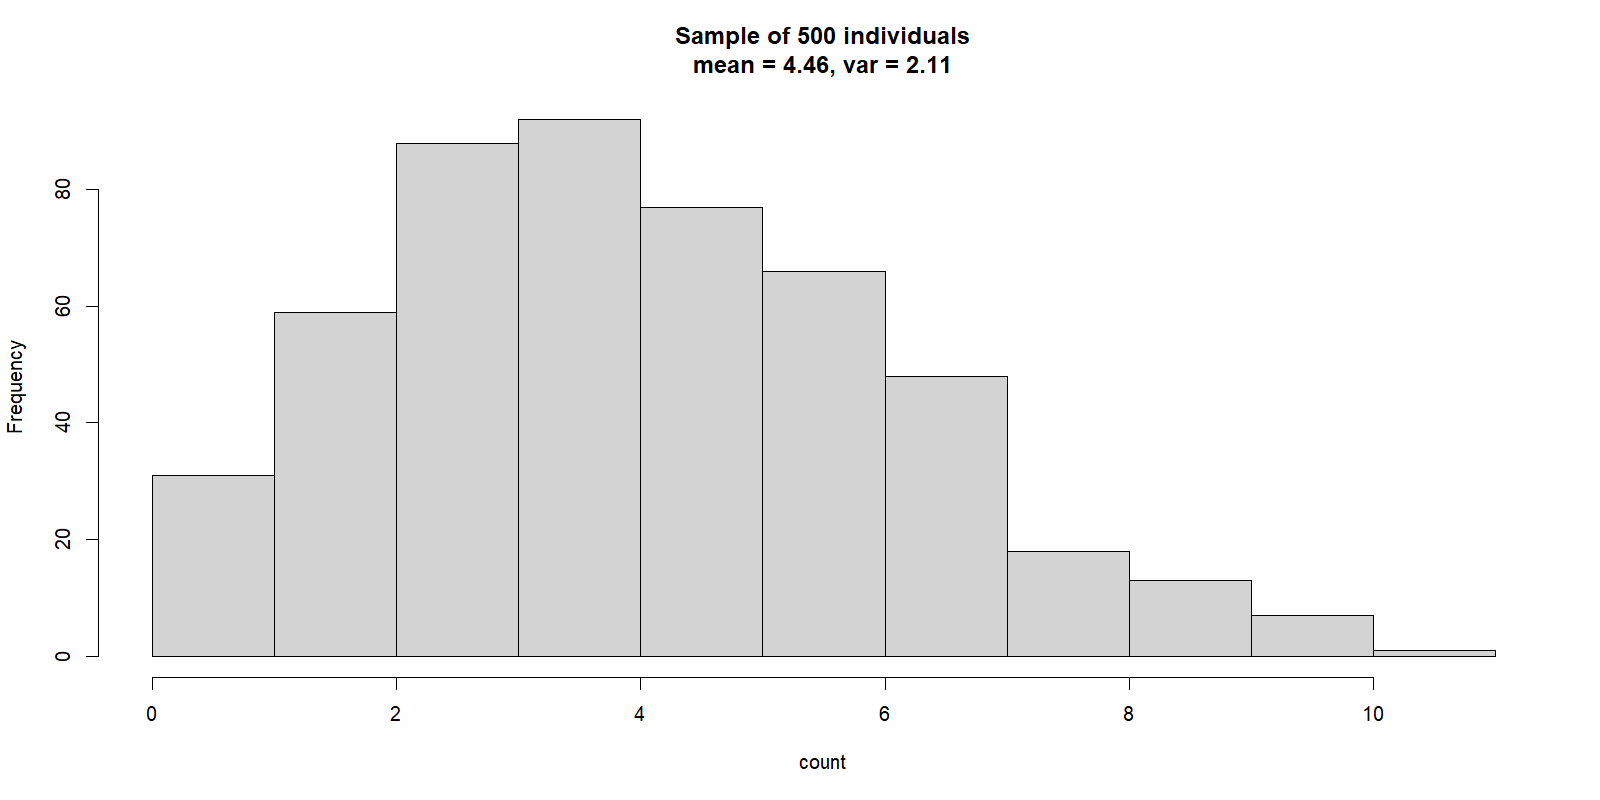 Sample of 500 individuals
mean = 4.46, var = 2.11
Frequency
80
60
40
20
0
0 2 4 6 8 10
count